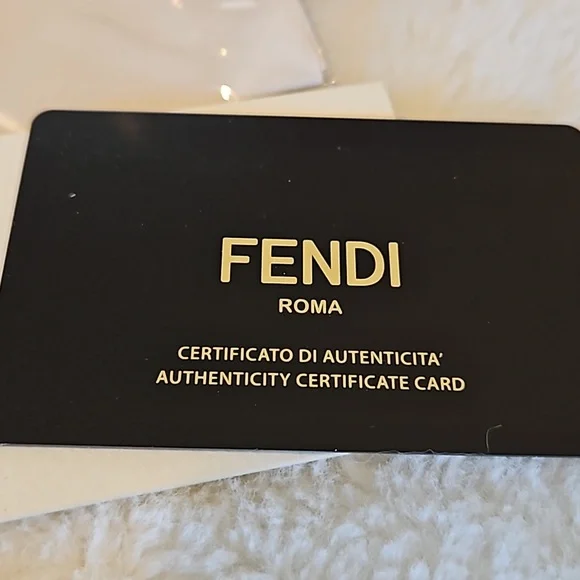 FENDI
ROMA
CERTIFICATO DI AUTENTICITA'
AUTHENTICITY CERTIFICATE CARD